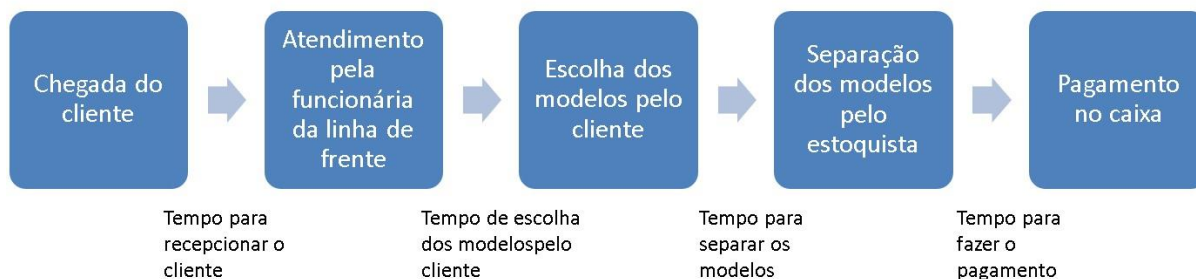 Chegada do
cliente
Atendimento
pela
funcionária
da linha de
frente
Escolha dos
modelos pelo
cliente
Separação
dos modelos
pelo
estoquista
Pagamento
no caixa
Tempo para
recepcionar o
cliente
Tempo de escolha
dos modelospelo
cliente
Tempo para
separar os
modelos
Tempo para
fazer o
pagamento